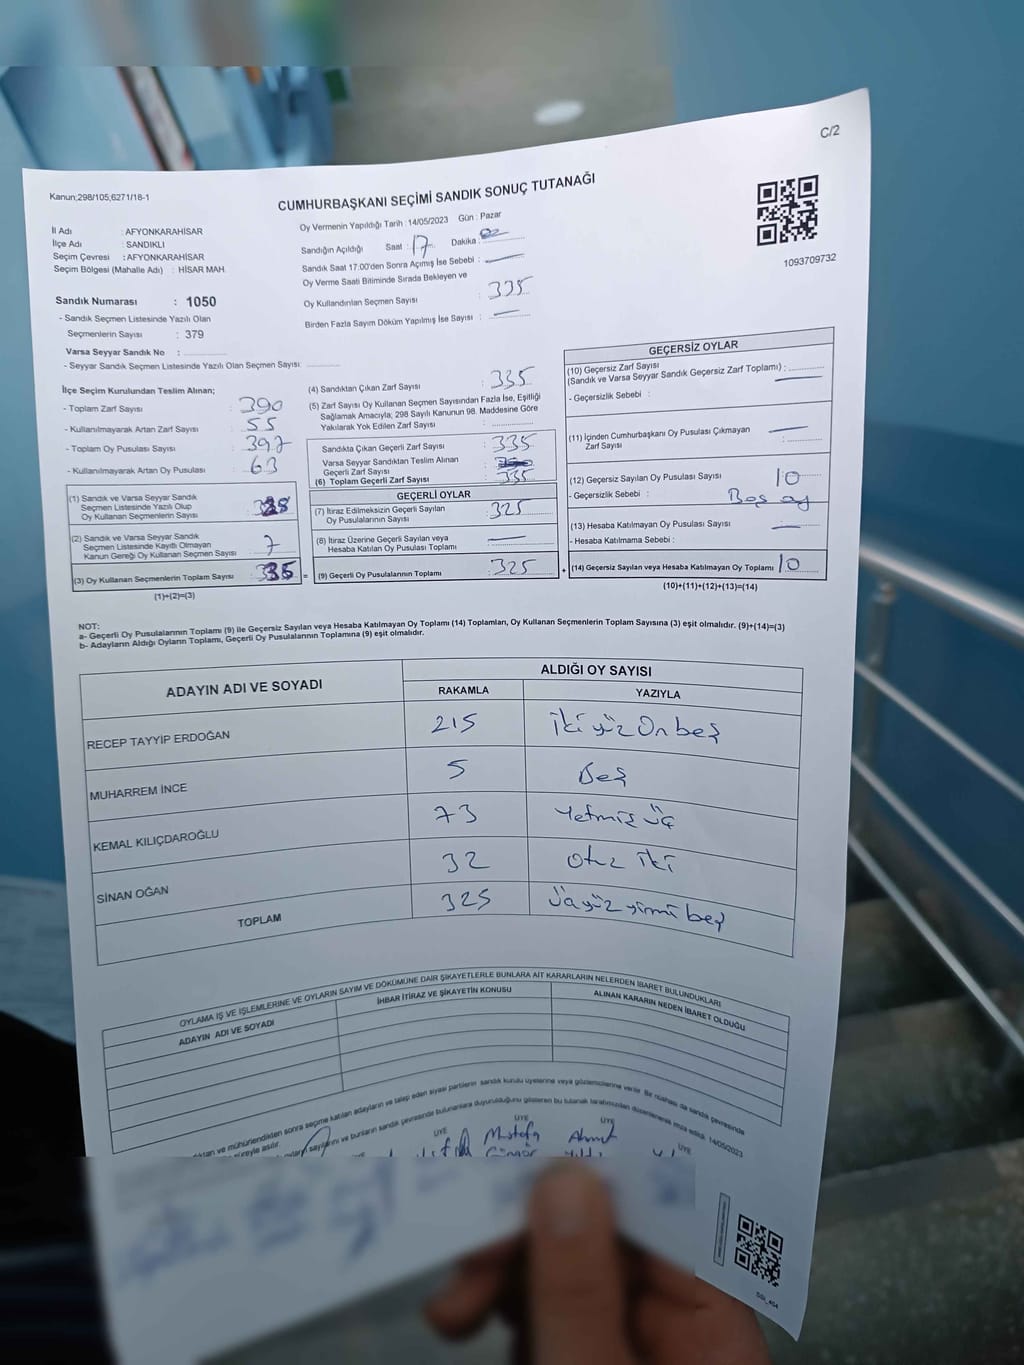 C/2
Kanun;298/105;6271/18-1
CUMHURBAŞKANI SEÇİMİ SANDIK SONUÇ TUTANAĞI
İl Adı : AFYONKARAHİSAR
İlçe Adı : SANDIKLI
Seçim Çevresi : AFYONKARAHİSAR
Seçim Bölgesi (Mahalle Adı) : HİSAR MAH.
Sandık Numarası : 1050
- Sandık Seçmen Listesinde Yazılı Olan
Seçmenlerin Sayısı : 379
Varsa Seyyar Sandık No :
- Seyyar Sandık Seçmen Listesinde Yazılı Olan Seçmen Sayısı:
Oy Vermenin Yapıldığı Tarih : 14/05/2023 Gün : Pazar
Sandığın Açıldığı Saat : 17 Dakika :
Sandık Saat 17:00'den Sonra Açımış İse Sebebi :
Oy Verme Saati Bitiminde Sırada Bekleyen ve
Oy Kullandırılan Seçmen Sayısı : 335
Birden Fazla Sayım Döküm Yapılmış İse Sayısı :
1093709732
İlçe Seçim Kurulundan Teslim Alınan;
- Toplam Zarf Sayısı : 390
- Kullanılmayarak Artan Zarf Sayısı : 55
- Toplam Oy Pusulası Sayısı : 397
- Kullanılmayarak Artan Oy Pusulası : 63
(1) Sandık ve Varsa Seyyar Sandık
Seçmen Listesinde Yazılı Olup
Oy Kullanan Seçmenlerin Sayısı : 328
(2) Sandık ve Varsa Seyyar Sandık
Seçmen Listesinde Kayıtlı Olmayan
Kanun Gereği Oy Kullanan Seçmen Sayısı : 7
(3) Oy Kullanan Seçmenlerin Toplam Sayısı : 335
(1)+(2)=(3)
(4) Sandıktan Çıkan Zarf Sayısı : 335
(5) Zarf Sayısı Oy Kullanan Seçmen Sayısından Fazla İse, Eşitliği
Sağlamak Amacıyla; 298 Sayılı Kanunun 98. Maddesine Göre
Yakılarak Yok Edilen Zarf Sayısı :
Sandıkta Çıkan Geçerli Zarf Sayısı : 335
Varsa Seyyar Sandıktan Teslim Alınan
Geçerli Zarf Sayısı :
(6) Toplam Geçerli Zarf Sayısı : 335
GEÇERLİ OYLAR
(7) İtiraz Edilmeksizin Geçerli Sayılan
Oy Pusulalarının Sayısı : 325
(8) İtiraz Üzerine Geçerli Sayılan veya
Hesaba Katılan Oy Pusulası Toplamı :
= (9) Geçerli Oy Pusulalarının Toplamı : 325
GEÇERSİZ OYLAR
(10) Geçersiz Zarf Sayısı
(Sandık ve Varsa Seyyar Sandık Geçersiz Zarf Toplamı) :
- Geçersizlik Sebebi :
(11) İçinden Cumhurbaşkanı Oy Pusulası Çıkmayan
Zarf Sayısı :
(12) Geçersiz Sayılan Oy Pusulası Sayısı : 10
- Geçersizlik Sebebi : Boş oy
(13) Hesaba Katılmayan Oy Pusulası Sayısı :
- Hesaba Katılmama Sebebi :
+ (14) Geçersiz Sayılan veya Hesaba Katılmayan Oy Toplamı : 10
(10)+(11)+(12)+(13)=(14)
NOT:
a- Geçerli Oy Pusulalarının Toplamı (9) ile Geçersiz Sayılan veya Hesaba Katılmayan Oy Toplamı (14) Toplamları, Oy Kullanan Seçmenlerin Toplam Sayısına (3) eşit olmalıdır. (9)+(14)=(3)
b- Adayların Aldığı Oyların Toplamı, Geçerli Oy Pusulalarının Toplamına (9) eşit olmalıdır.
ADAYIN ADI VE SOYADI
ALDIĞI OY SAYISI
RAKAMLA YAZIYLA
RECEP TAYYİP ERDOĞAN 215 İki yüz On beş
MUHARREM İNCE 5 Beş
KEMAL KILIÇDAROĞLU 73 Yetmiş üç
SİNAN OĞAN 32 Otuz iki
TOPLAM 325 Üçyüz yirmi beş
OYLAMA İŞ VE İŞLEMLERİNE VE OYLARIN SAYIM VE DÖKÜMÜNE DAİR ŞİKAYETLERLE BUNLARA AİT KARARLARIN NELERDEN İBARET BULUNDUKLARI
ADAYIN ADI VE SOYADI
İHBAR İTİRAZ VE ŞİKAYETİN KONUSU
ALINAN KARARIN NEDEN İBARET OLDUĞU
ve mühürlendikten sonra seçime katılan adayların ve talep eden siyasi partilerin sandık kurulu üyelerine veya gözlemcilerine verilir. Bir nüshası da sandık çevresinde
sayıların ve bunların sandık çevresinde bulunanlara duyurulduğunu gösteren bu tutanak tarafımızdan düzenlenerek imza edildi. 14/05/2023
ÜYE ÜYE ÜYE ÜYE
Mustafa Ahmet
Güngör